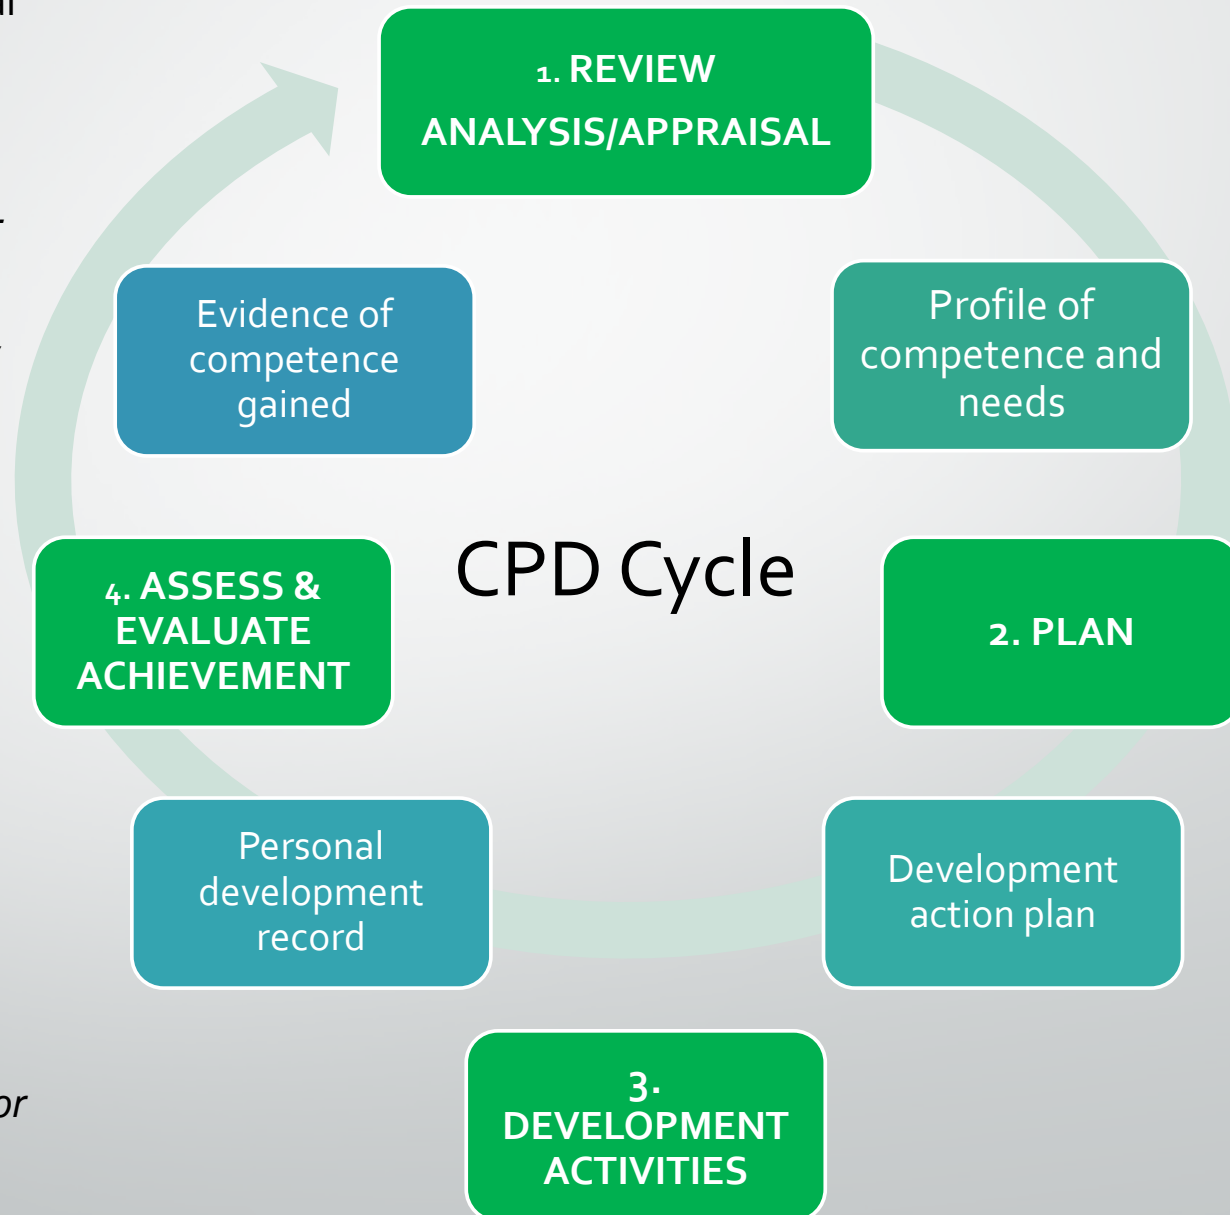 1. REVIEW
ANALYSIS/APPRAISAL
Profile of
competence and
needs
2. PLAN
Development
action plan
3.
DEVELOPMENT
ACTIVITIES
Personal
development
record
4. ASSESS &
EVALUATE
ACHIEVEMENT
Evidence of
competence
gained
CPD Cycle
or